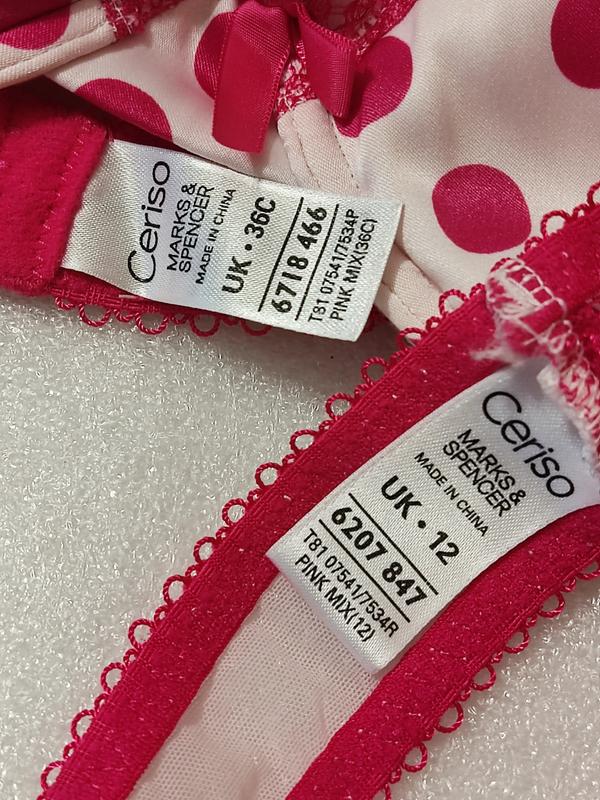 Ceriso
MARKS &
SPENCER
MADE IN CHINA
UK • 36C
6718 466
T81 07541/7534P
PINK MIX(36C)
Ceriso
MARKS &
SPENCER
MADE IN CHINA
UK • 12
6207 847
T81 07541/7534R
PINK MIX(12)